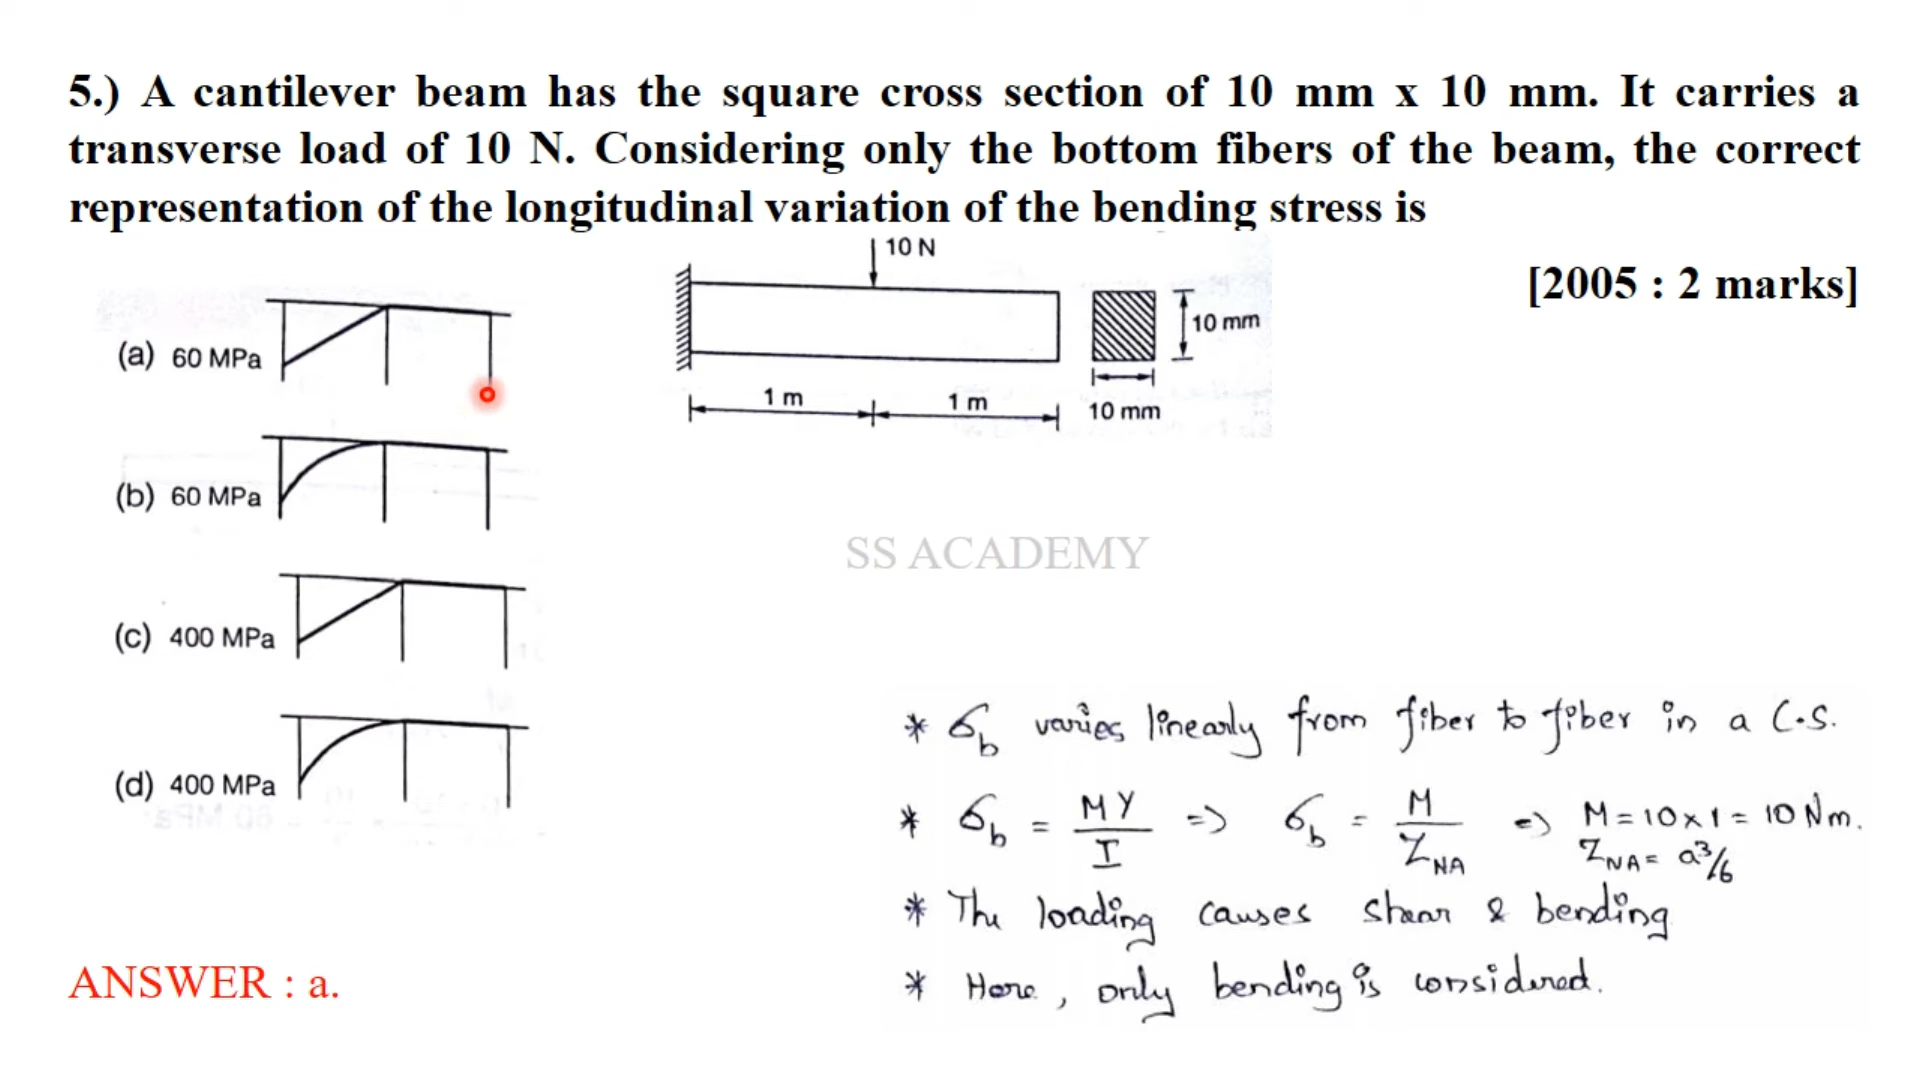 5.) A cantilever beam has the square cross section of 10 mm x 10 mm. It carries a
transverse load of 10 N. Considering only the bottom fibers of the beam, the correct
representation of the longitudinal variation of the bending stress is
[2005 : 2 marks]
10 N
10 mm
1 m
1 m
10 mm
(a) 60 MPa
(b) 60 MPa
(c) 400 MPa
(d) 400 MPa
SS ACADEMY
* σb varies linearly from fiber to fiber in a C.S.
* σb = MY/I => σb = M/ZNA => M = 10 x 1 = 10 Nm.
ZNA = a³/6
* The loading causes shear & bending
* Here, only bending is considered.
ANSWER : a.